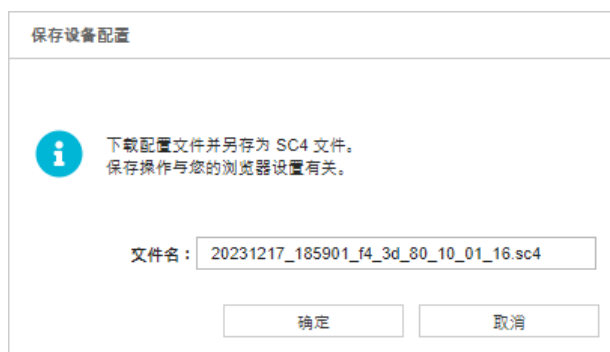 保存设备配置
下载配置文件并另存为 SC4 文件。
保存操作与您的浏览器设置有关。
文件名： 20231217_185901_f4_3d_80_10_01_16.sc4
确定 取消